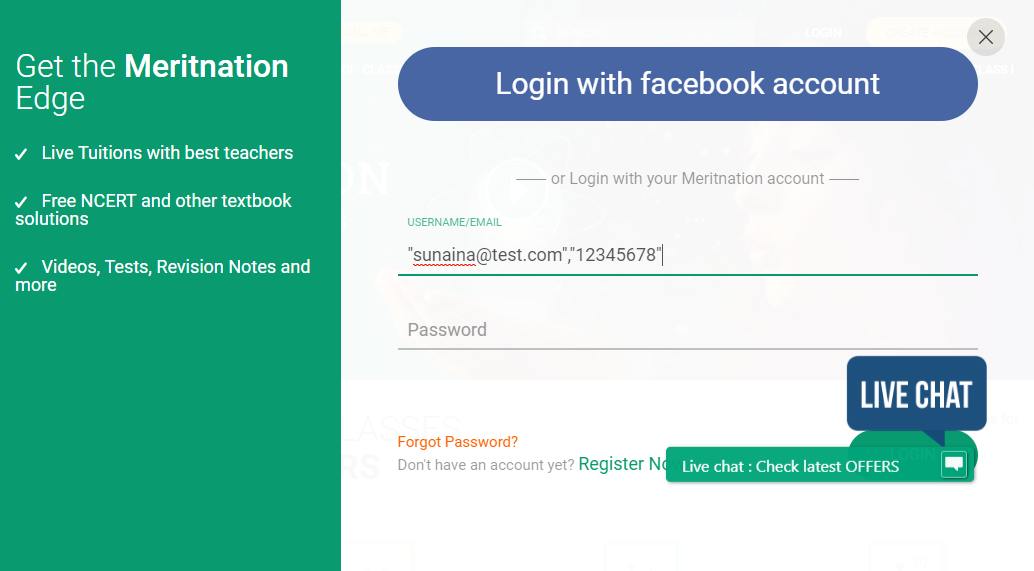 Get the Meritnation
Edge
Live Tuitions with best teachers
Free NCERT and other textbook
solutions
Videos, Tests, Revision Notes and
more
LOGIN
Login with facebook account
or Login with your Meritnation account
USERNAME/EMAIL
"sunaina@test.com","12345678"
Password
LIVE CHAT
Forgot Password?
LOGIN
Don't have an account yet? Register No
Live chat : Check latest OFFERS